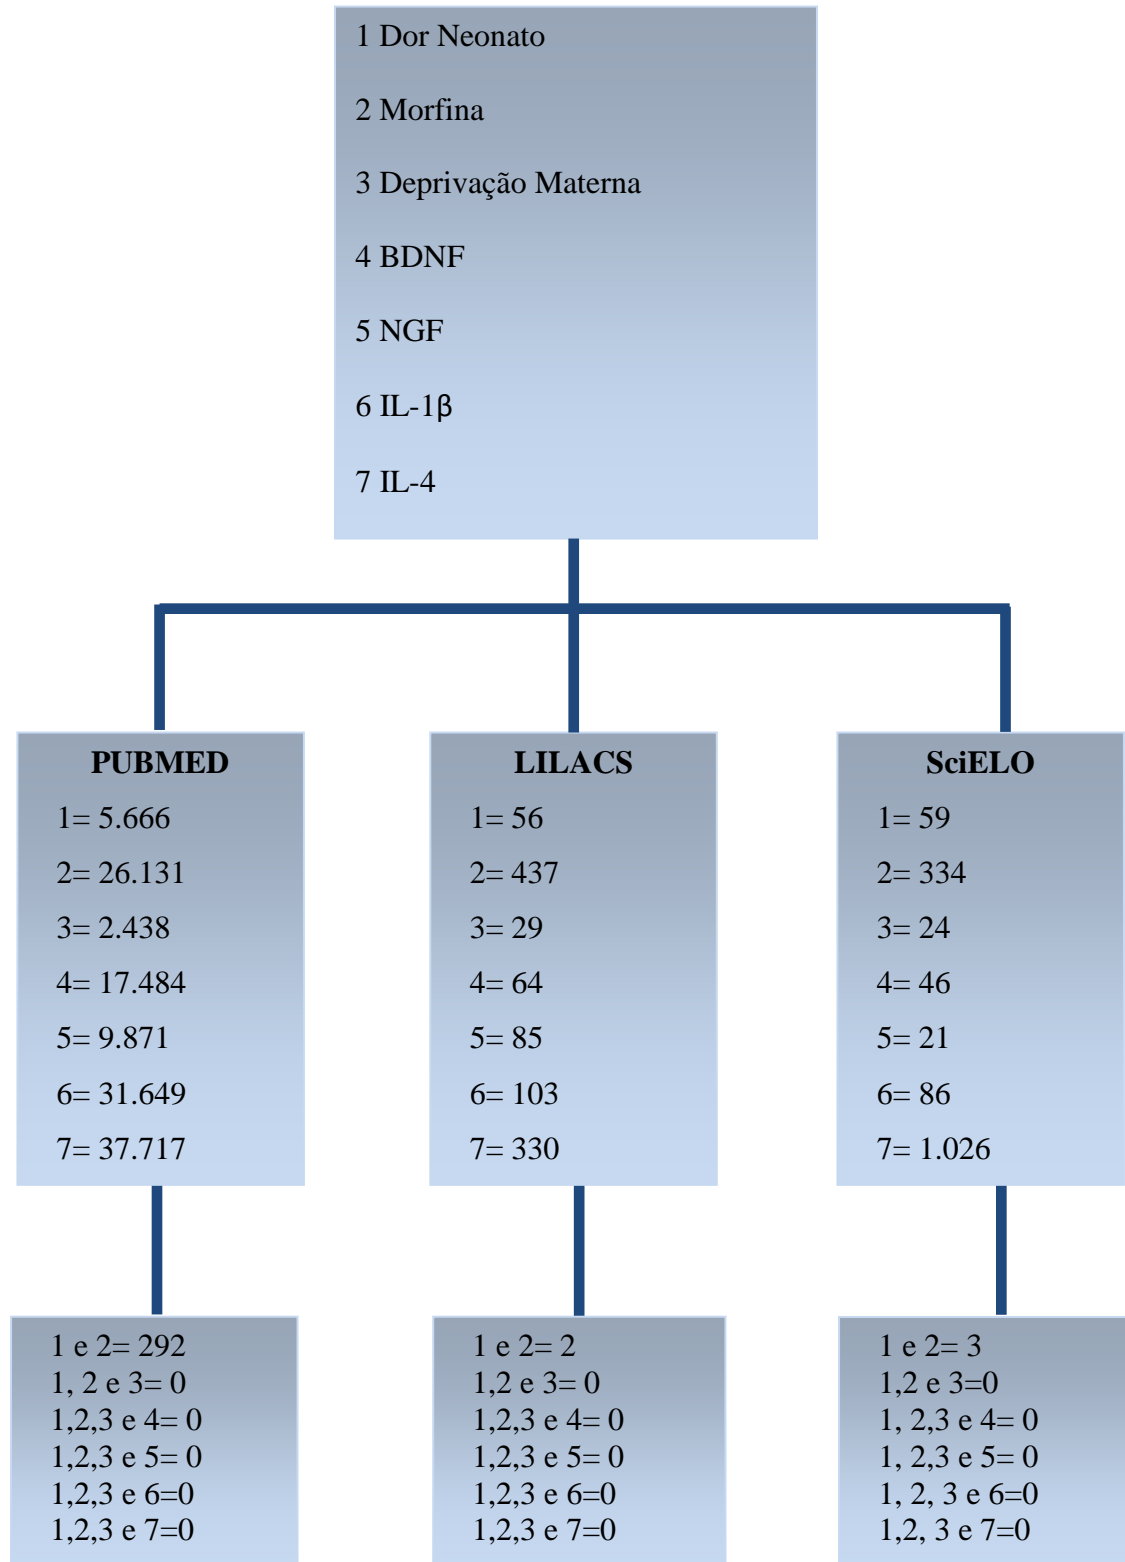 1 Dor Neonato
2 Morfina
3 Deprivação Materna
4 BDNF
5 NGF
6 IL-1β
7 IL-4
PUBMED
1= 5.666
2= 26.131
3= 2.438
4= 17.484
5= 9.871
6= 31.649
7= 37.717
LILACS
1= 56
2= 437
3= 29
4= 64
5= 85
6= 103
7= 330
SciELO
1= 59
2= 334
3= 24
4= 46
5= 21
6= 86
7= 1.026
1 e 2= 292
1, 2 e 3= 0
1,2,3 e 4= 0
1,2,3 e 5= 0
1,2,3 e 6=0
1,2,3 e 7=0
1 e 2= 2
1,2 e 3= 0
1,2,3 e 4= 0
1,2,3 e 5= 0
1,2,3 e 6=0
1,2,3 e 7=0
1 e 2= 3
1,2 e 3=0
1, 2,3 e 4= 0
1, 2,3 e 5= 0
1, 2, 3 e 6=0
1,2, 3 e 7=0